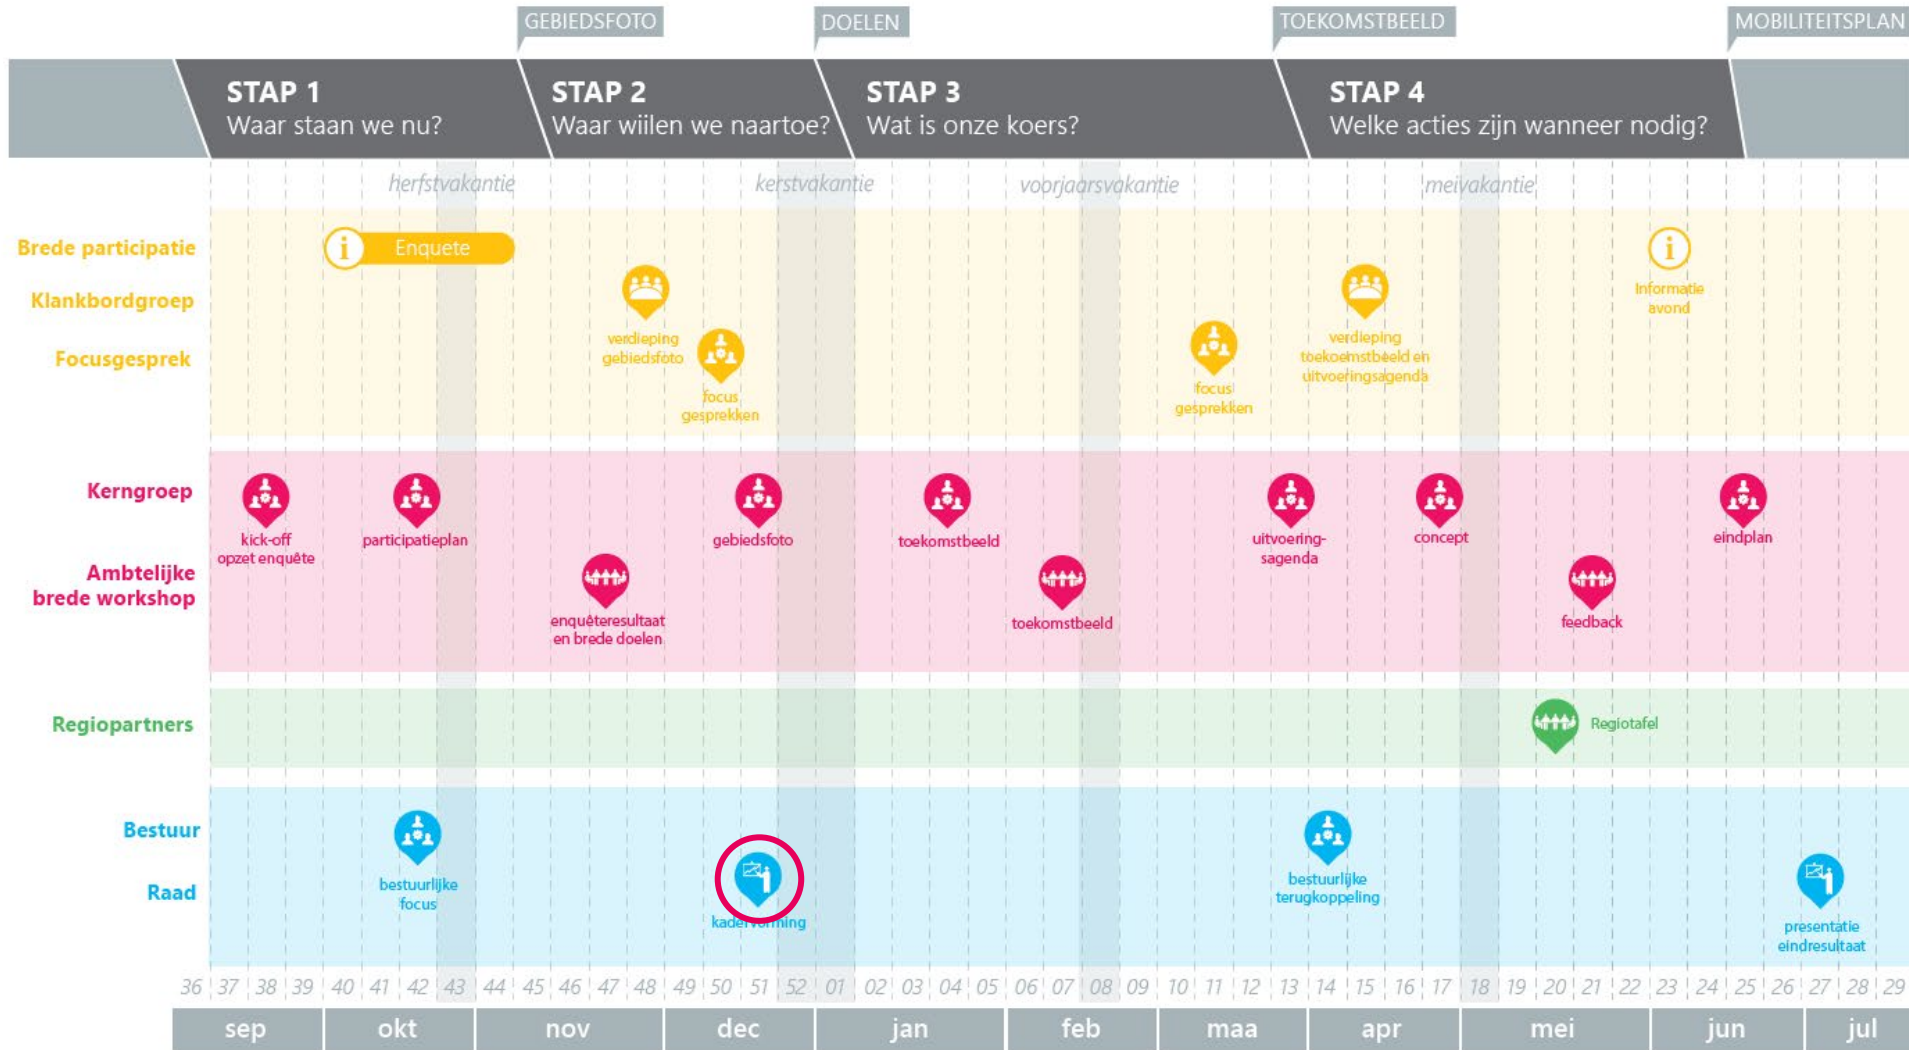 GEBIEDSFOTO
DOELEN
TOEKOMSTBEELD
MOBILITEITSPLAN
STAP 1
Waar staan we nu?
STAP 2
Waar wiilen we naartoe?
STAP 3
Wat is onze koers?
STAP 4
Welke acties zijn wanneer nodig?
herfstvakantie
kerstvakantie
voorjaarsvakantie
meivakantie
Brede participatie
i
Enquete
i
Informatie
avond
Klankbordgroep
verdieping
gebiedsfoto
verdieping
toekoemstbeeld en
uitvoeringsagenda
Focusgesprek
focus
gesprekken
focus
gesprekken
Kerngroep
kick-off
opzet enquête
participatieplan
gebiedsfoto
toekomstbeeld
uitvoering-
sagenda
concept
eindplan
Ambtelijke
brede workshop
enquêteresultaat
en brede doelen
toekomstbeeld
feedback
Regiopartners
Regiotafel
Bestuur
bestuurlijke
focus
bestuurlijke
terugkoppeling
Raad
kadervorming
presentatie
eindresultaat
36 37 38 39 40 41 42 43 44 45 46 47 48 49 50 51 52 01 02 03 04 05 06 07 08 09 10 11 12 13 14 15 16 17 18 19 20 21 22 23 24 25 26 27 28 29
sep okt nov dec jan feb maa apr mei jun jul